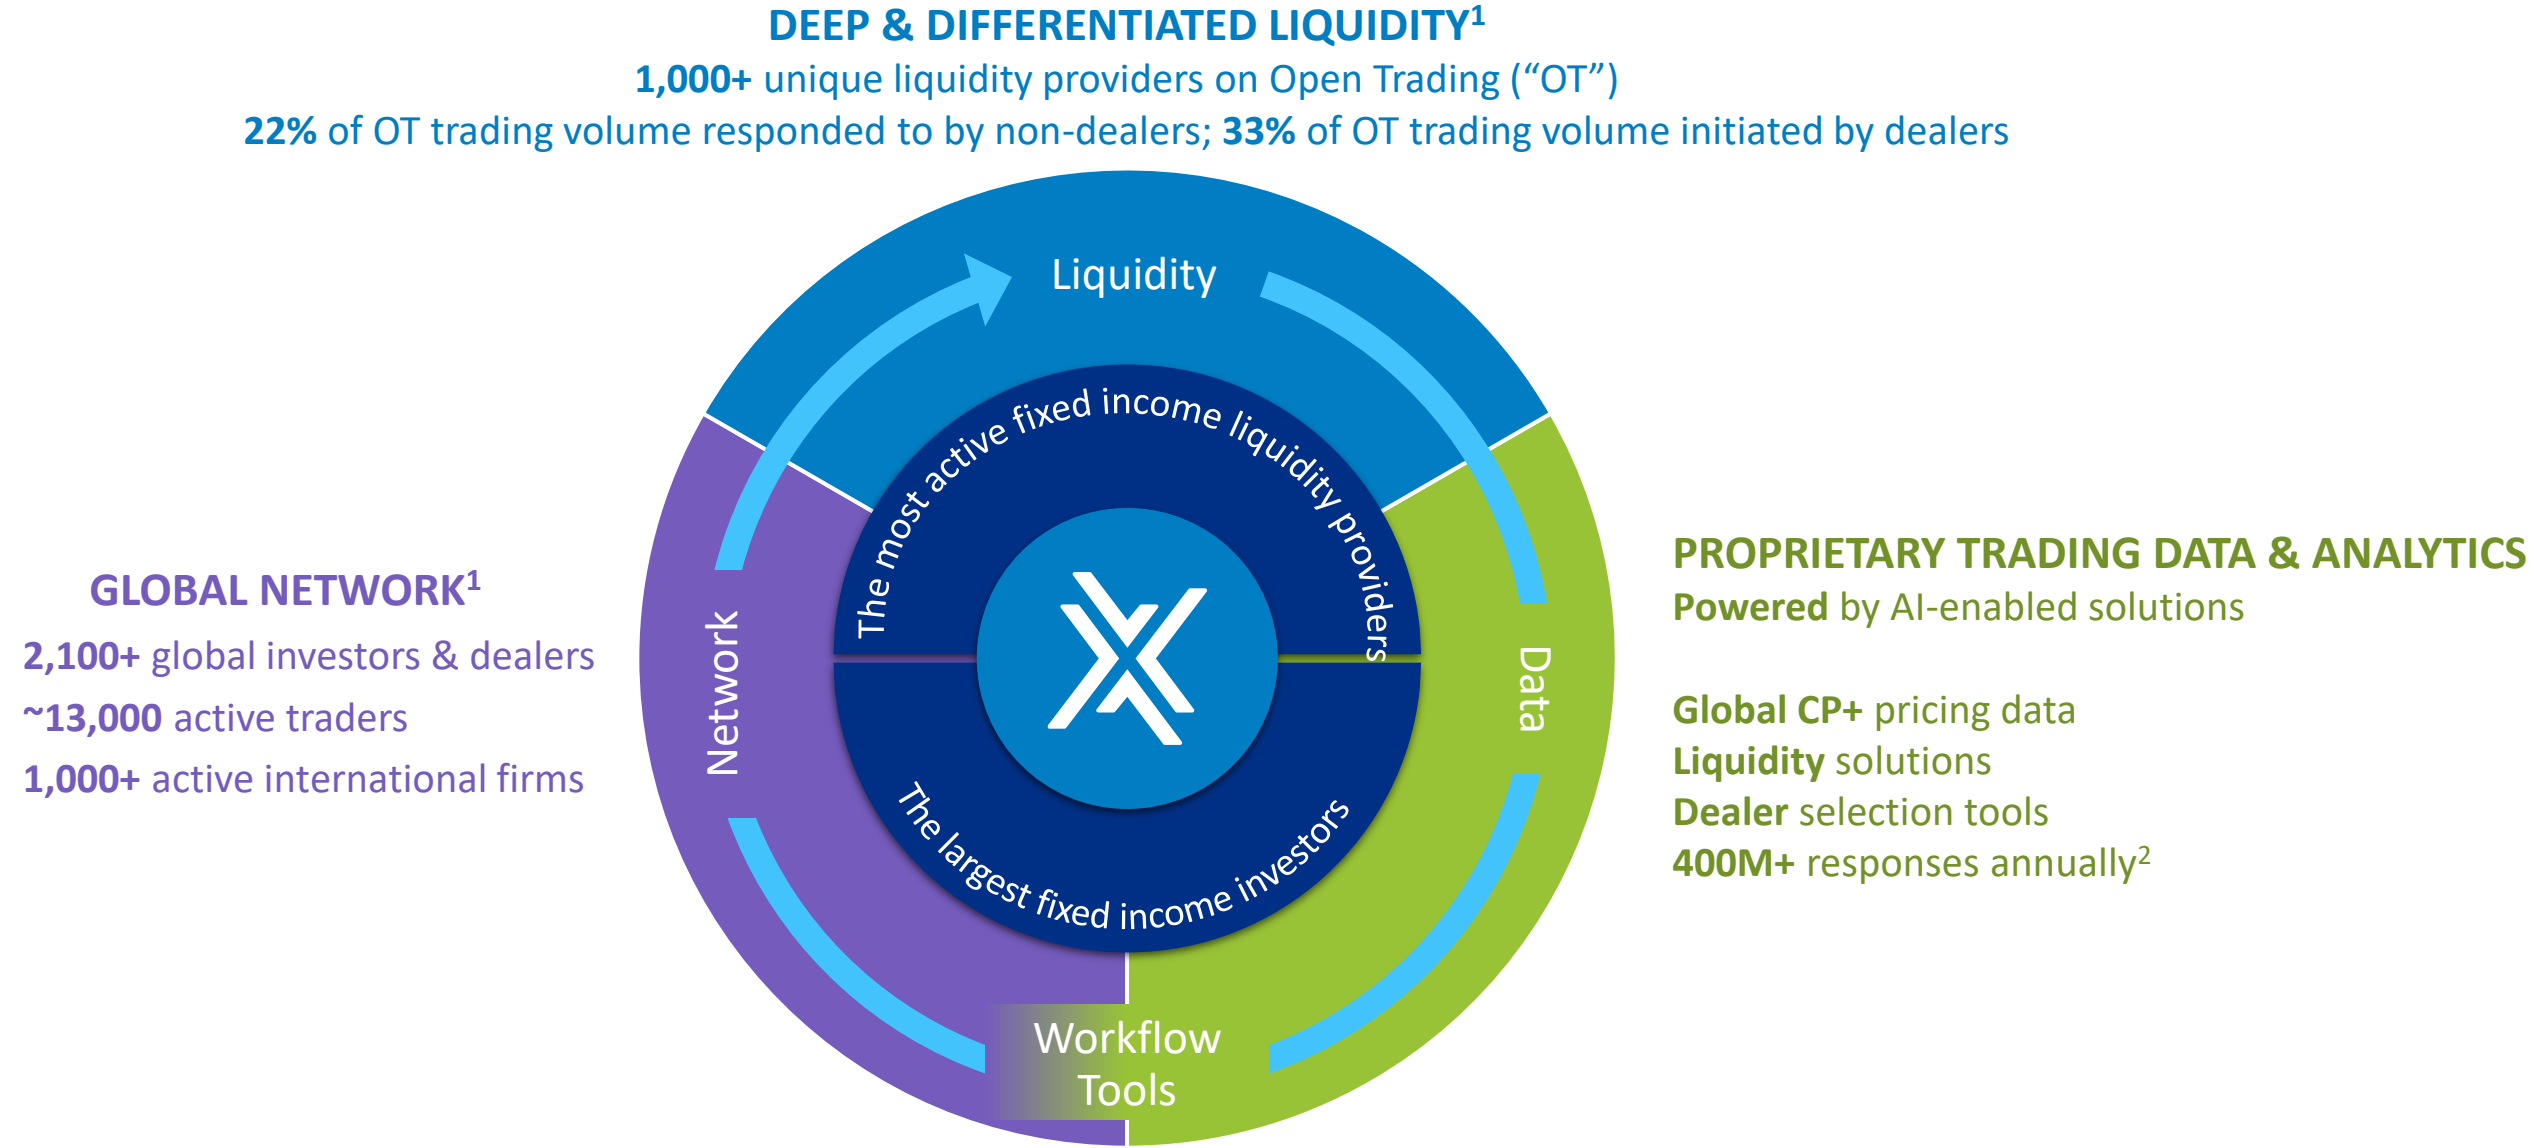 DEEP & DIFFERENTIATED LIQUIDITY¹
1,000+ unique liquidity providers on Open Trading (“OT”)
22% of OT trading volume responded to by non-dealers; 33% of OT trading volume initiated by dealers
Liquidity
The most active fixed income liquidity providers
GLOBAL NETWORK¹
2,100+ global investors & dealers
~13,000 active traders
1,000+ active international firms
Network
Data
PROPRIETARY TRADING DATA & ANALYTICS
Powered by AI-enabled solutions
Global CP+ pricing data
Liquidity solutions
Dealer selection tools
400M+ responses annually²
The largest fixed income investors
Workflow
Tools